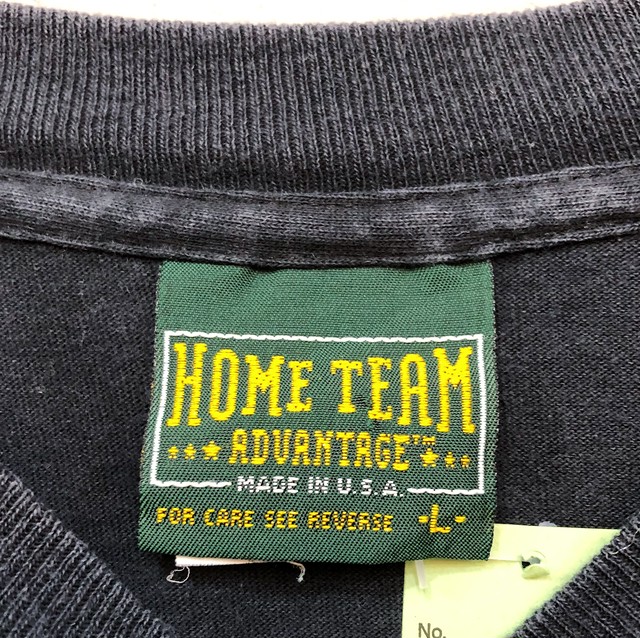 HOME TEAM
ADVANTAGE™
MADE IN U.S.A.
FOR CARE SEE REVERSE -L-
No.